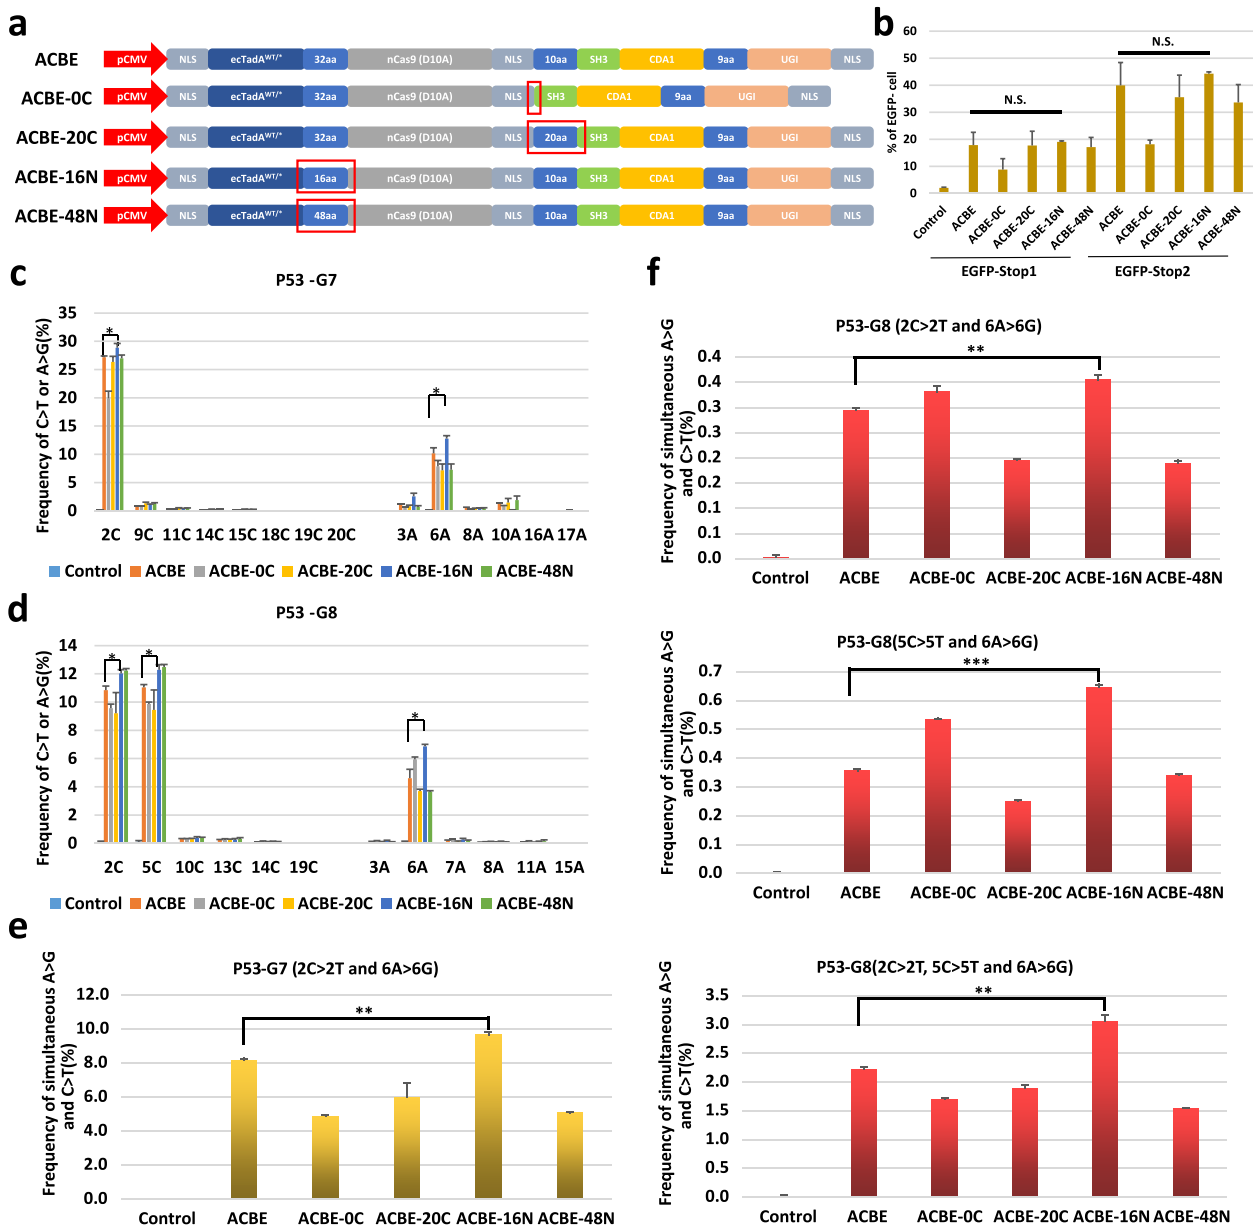 a
ACBE pCMV NLS ecTadAWT/* 32aa nCas9 (D10A) NLS 10aa SH3 CDA1 9aa UGI NLS
ACBE-0C pCMV NLS ecTadAWT/* 32aa nCas9 (D10A) NLS SH3 CDA1 9aa UGI NLS
ACBE-20C pCMV NLS ecTadAWT/* 32aa nCas9 (D10A) NLS 20aa SH3 CDA1 9aa UGI NLS
ACBE-16N pCMV NLS ecTadAWT/* 16aa nCas9 (D10A) NLS 10aa SH3 CDA1 9aa UGI NLS
ACBE-48N pCMV NLS ecTadAWT/* 48aa nCas9 (D10A) NLS 10aa SH3 CDA1 9aa UGI NLS
b
% of EGFP- cell
60
50
40
30
20
10
0
N.S.
N.S.
Control ACBE ACBE-0C ACBE-20C ACBE-16N ACBE-48N ACBE ACBE-0C ACBE-20C ACBE-16N ACBE-48N
EGFP-Stop1 EGFP-Stop2
c
P53 -G7
Frequency of C>T or A>G(%)
35
30
25
20
15
10
5
0
*
*
2C 9C 11C 14C 15C 18C 19C 20C 3A 6A 8A 10A 16A 17A
Control ACBE ACBE-0C ACBE-20C ACBE-16N ACBE-48N
d
P53 -G8
Frequency of C>T or A>G(%)
14
12
10
8
6
4
2
0
* *
*
2C 5C 10C 13C 14C 19C 3A 6A 7A 8A 11A 15A
Control ACBE ACBE-0C ACBE-20C ACBE-16N ACBE-48N
e
P53-G7 (2C>2T and 6A>6G)
Frequency of simultaneous A>G
and C>T(%)
12.0
10.0
8.0
6.0
4.0
2.0
0.0
**
Control ACBE ACBE-0C ACBE-20C ACBE-16N ACBE-48N
f
P53-G8 (2C>2T and 6A>6G)
Frequency of simultaneous A>G
and C>T(%)
0.4
0.4
0.3
0.3
0.2
0.2
0.1
0.1
0.0
**
Control ACBE ACBE-0C ACBE-20C ACBE-16N ACBE-48N
P53-G8(5C>5T and 6A>6G)
Frequency of simultaneous A>G
and C>T(%)
0.7
0.6
0.5
0.4
0.3
0.2
0.1
0.0
***
Control ACBE ACBE-0C ACBE-20C ACBE-16N ACBE-48N
P53-G8(2C>2T, 5C>5T and 6A>6G)
Frequency of simultaneous A>G
and C>T(%)
3.5
3.0
2.5
2.0
1.5
1.0
0.5
0.0
**
Control ACBE ACBE-0C ACBE-20C ACBE-16N ACBE-48N